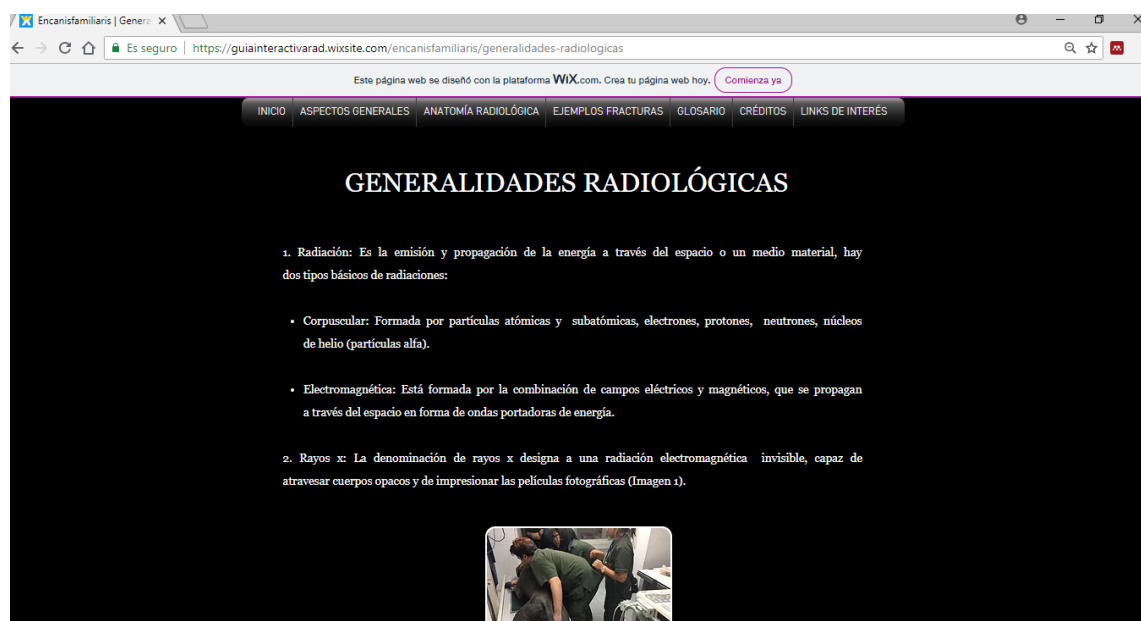 Encanisfamiliaris | Genera
Es seguro | https://guiainteractivarad.wixsite.com/encanisfamiliaris/generalidades-radiologicas
Este página web se diseñó con la plataforma WiX.com. Crea tu página web hoy. Comienza ya
INICIO ASPECTOS GENERALES ANATOMÍA RADIOLÓGICA EJEMPLOS FRACTURAS GLOSARIO CRÉDITOS LINKS DE INTERÉS
GENERALIDADES RADIOLÓGICAS
1. Radiación: Es la emisión y propagación de la energía a través del espacio o un medio material, hay
dos tipos básicos de radiaciones:
• Corpuscular: Formada por partículas atómicas y subatómicas, electrones, protones, neutrones, núcleos
de helio (partículas alfa).
• Electromagnética: Está formada por la combinación de campos eléctricos y magnéticos, que se propagan
a través del espacio en forma de ondas portadoras de energía.
2. Rayos x: La denominación de rayos x designa a una radiación electromagnética invisible, capaz de
atravesar cuerpos opacos y de impresionar las películas fotográficas (Imagen 1).